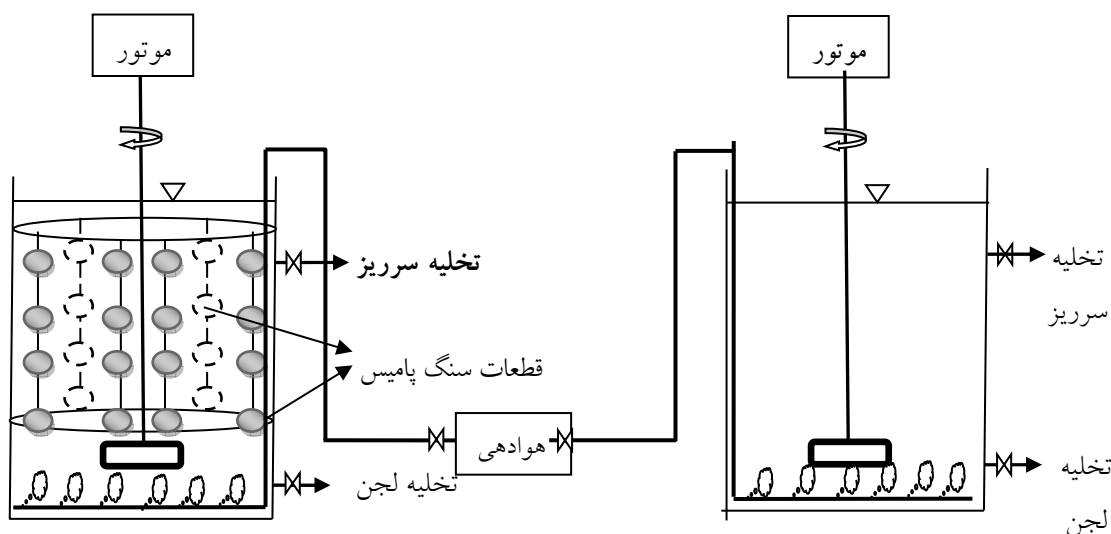 موتور
موتور
تخلیه سرریز
تخلیه
سرریز
قطعات سنگ پامیس
هوادهی
تخلیه لجن
تخلیه
لجن